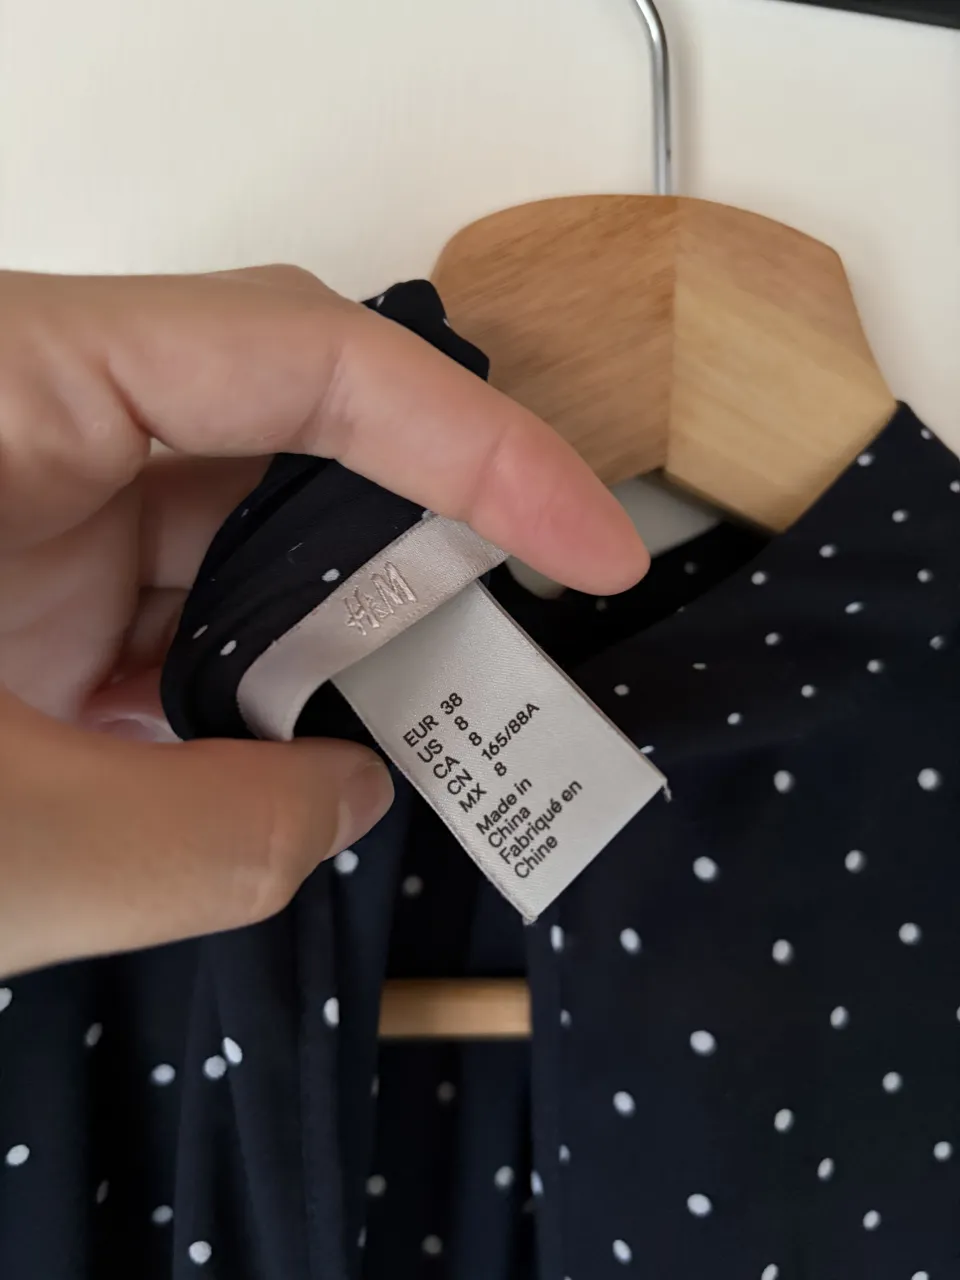 H&M
EUR 38
US 8
CA 8
CN 165/88A
MX 8
Made in
China
Fabriqué en
Chine